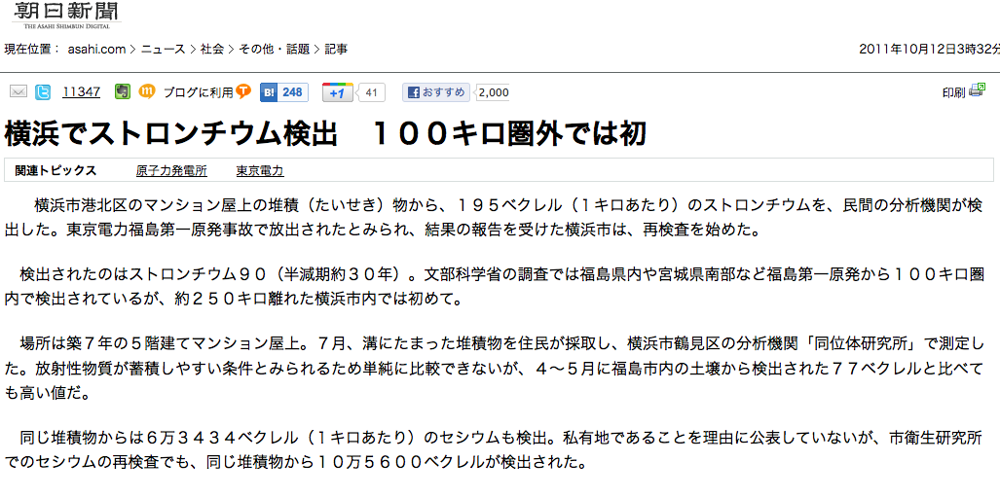 朝日新聞
THE ASAHI SHIMBUN DIGITAL
現在位置： asahi.com > ニュース > 社会 > その他・話題 > 記事
2011年10月12日3時32分
11347 ブログに利用 B! 248 +1 41 おすすめ 2,000 印刷
横浜でストロンチウム検出　１００キロ圏外では初
関連トピックス 原子力発電所 東京電力
横浜市港北区のマンション屋上の堆積（たいせき）物から、１９５ベクレル（１キロあたり）のストロンチウムを、民間の分析機関が検
出した。東京電力福島第一原発事故で放出されたとみられ、結果の報告を受けた横浜市は、再検査を始めた。
検出されたのはストロンチウム９０（半減期約３０年）。文部科学省の調査では福島県内や宮城県南部など福島第一原発から１００キロ圏
内で検出されているが、約２５０キロ離れた横浜市内では初めて。
場所は築７年の５階建てマンション屋上。７月、溝にたまった堆積物を住民が採取し、横浜市鶴見区の分析機関「同位体研究所」で測定し
た。放射性物質が蓄積しやすい条件とみられるため単純に比較できないが、４～５月に福島市内の土壌から検出された７７ベクレルと比べて
も高い値だ。
同じ堆積物からは６万３４３４ベクレル（１キロあたり）のセシウムも検出。私有地であることを理由に公表していないが、市衛生研究所
でのセシウムの再検査でも、同じ堆積物から１０万５６００ベクレルが検出された。